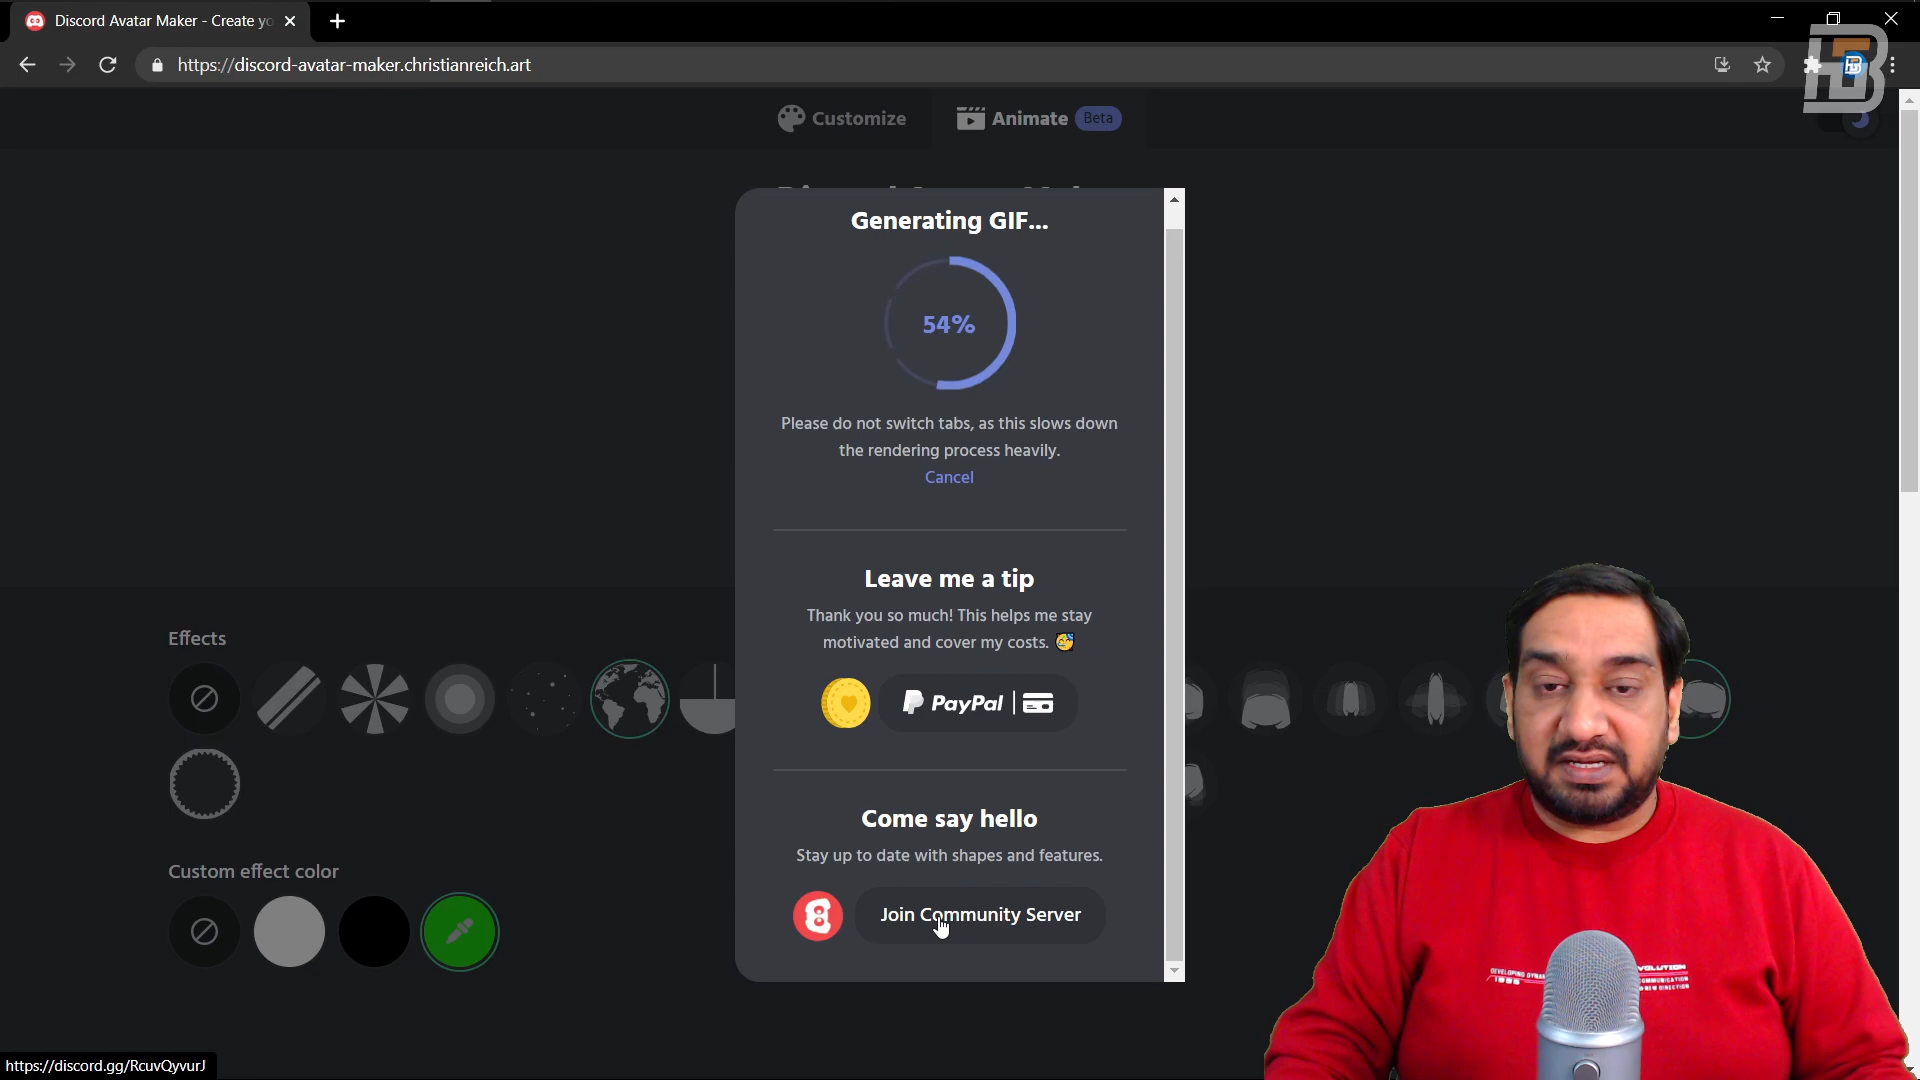 Discord Avatar Maker - Create yo
https://discord-avatar-maker.christianreich.art
Customize
Animate Beta
Generating GIF...
54%
Please do not switch tabs, as this slows down
the rendering process heavily.
Cancel
Leave me a tip
Thank you so much! This helps me stay
motivated and cover my costs.
PayPal
Come say hello
Stay up to date with shapes and features.
Join Community Server
Effects
Custom effect color
https://discord.gg/RcuvQyvurJ